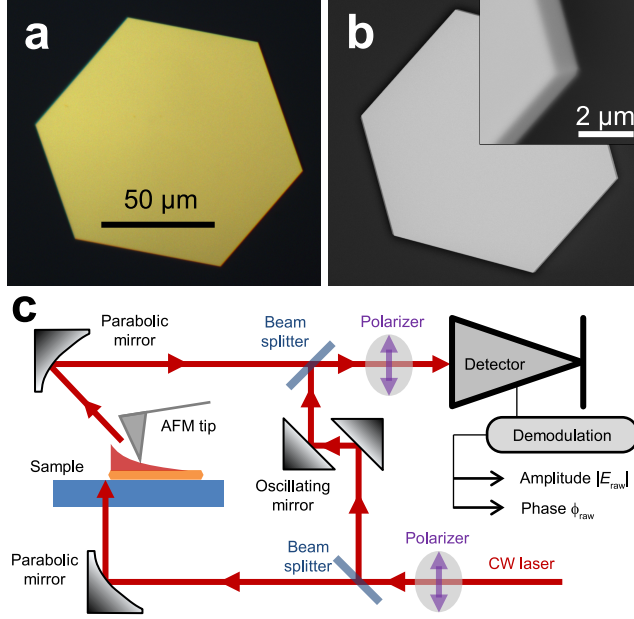 a
50 μm
b
2 μm
c
Parabolic
mirror
Beam
splitter
Polarizer
Detector
AFM tip
Demodulation
Sample
Oscillating
mirror
Amplitude |E_raw|
Phase ϕ_raw
Parabolic
mirror
Beam
splitter
Polarizer
CW laser